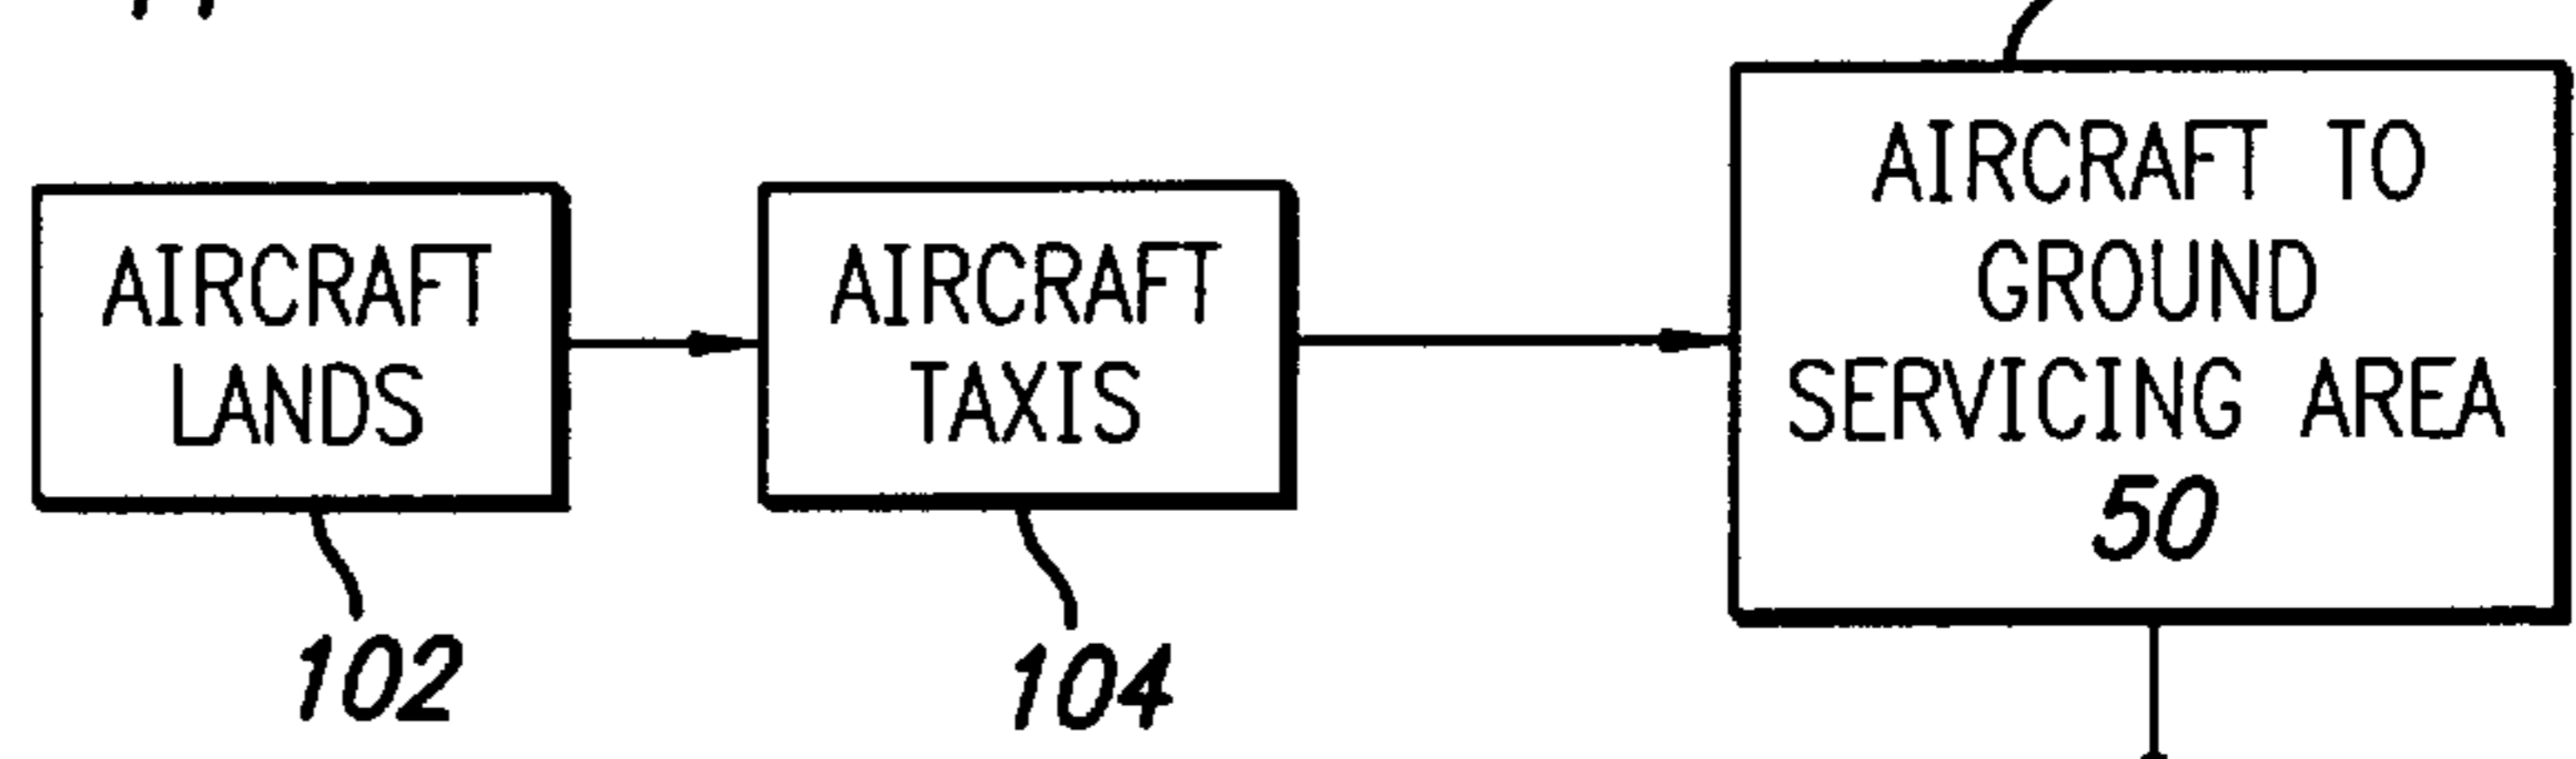 AIRCRAFT
LANDS
102
AIRCRAFT
TAXIS
104
AIRCRAFT TO
GROUND
SERVICING AREA
50